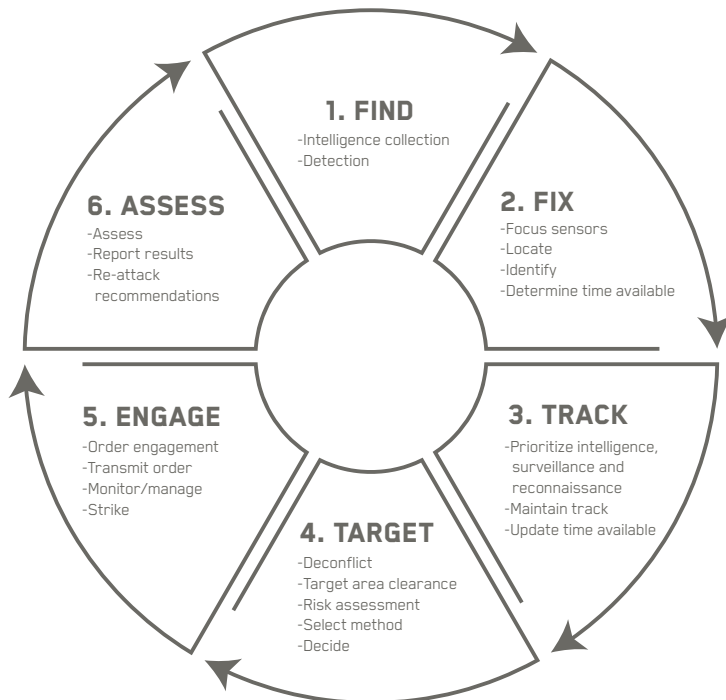 1. FIND
-Intelligence collection
-Detection
2. FIX
-Focus sensors
-Locate
-Identify
-Determine time available
3. TRACK
-Prioritize intelligence,
surveillance and
reconnaissance
-Maintain track
-Update time available
4. TARGET
-Deconflict
-Target area clearance
-Risk assessment
-Select method
-Decide
5. ENGAGE
-Order engagement
-Transmit order
-Monitor/manage
-Strike
6. ASSESS
-Assess
-Report results
-Re-attack
recommendations